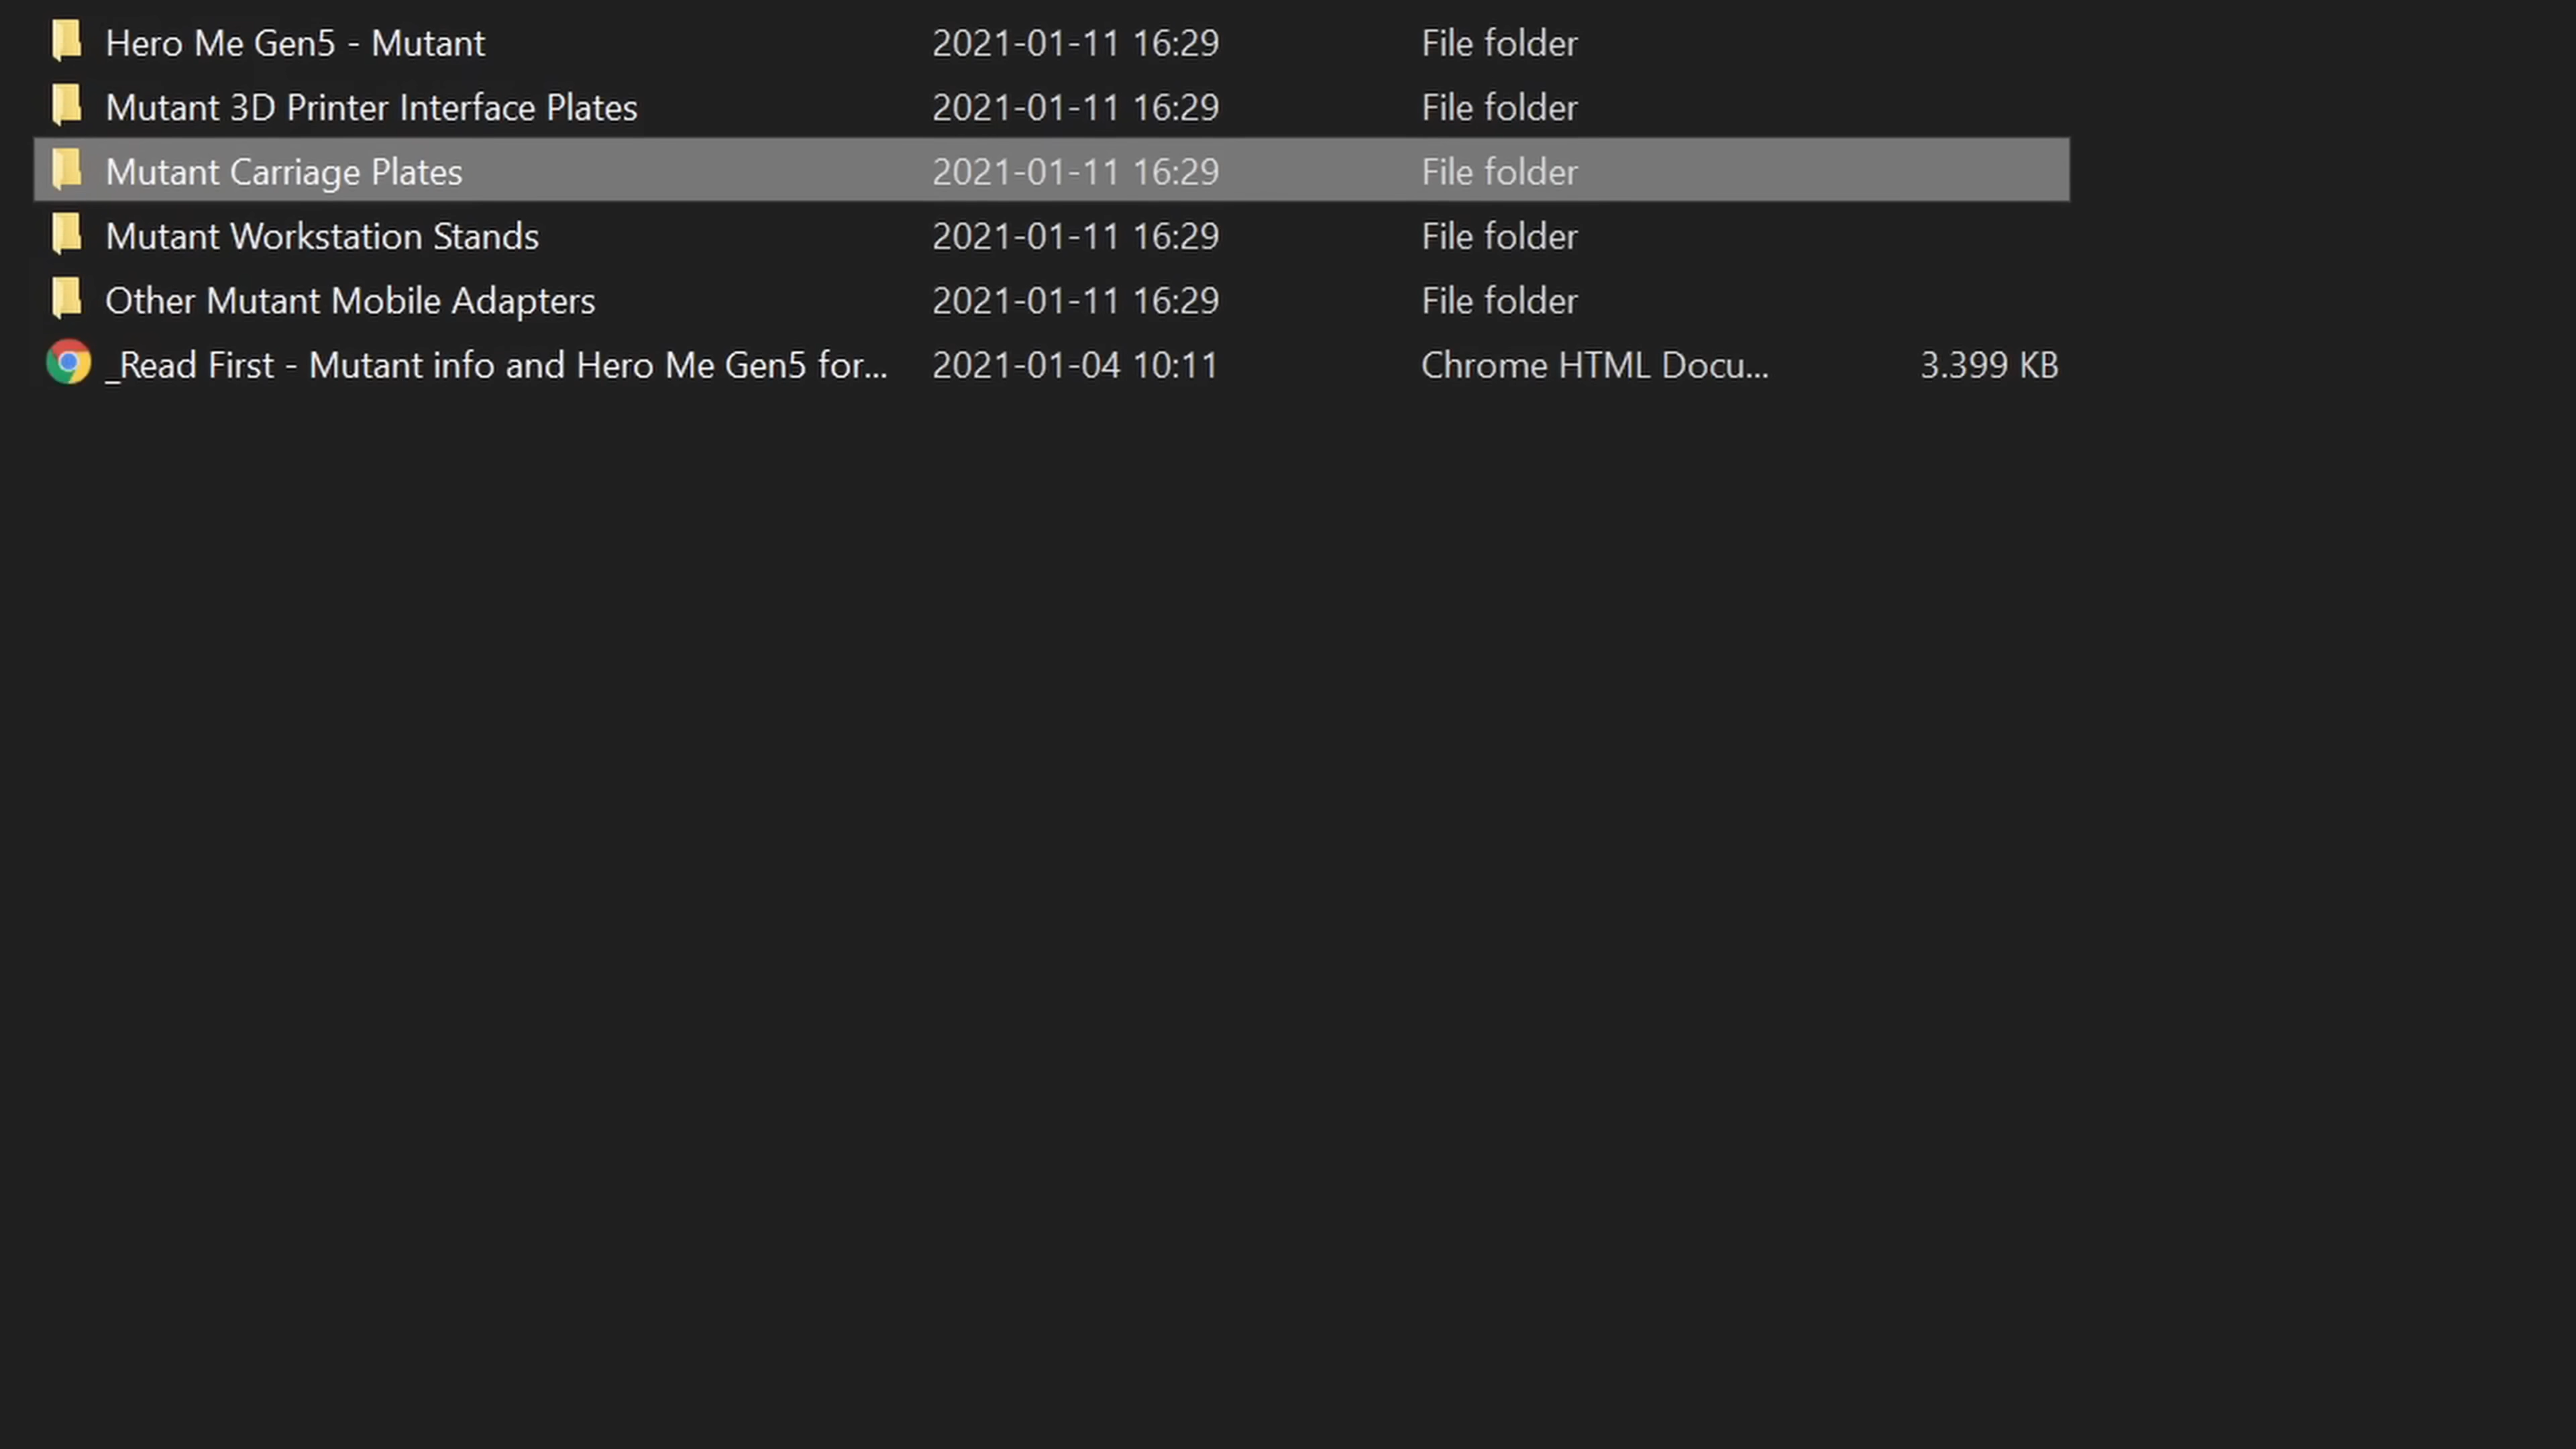 Hero Me Gen5 - Mutant 2021-01-11 16:29 File folder
Mutant 3D Printer Interface Plates 2021-01-11 16:29 File folder
Mutant Carriage Plates 2021-01-11 16:29 File folder
Mutant Workstation Stands 2021-01-11 16:29 File folder
Other Mutant Mobile Adapters 2021-01-11 16:29 File folder
_Read First - Mutant info and Hero Me Gen5 for... 2021-01-04 10:11 Chrome HTML Docu... 3.399 KB